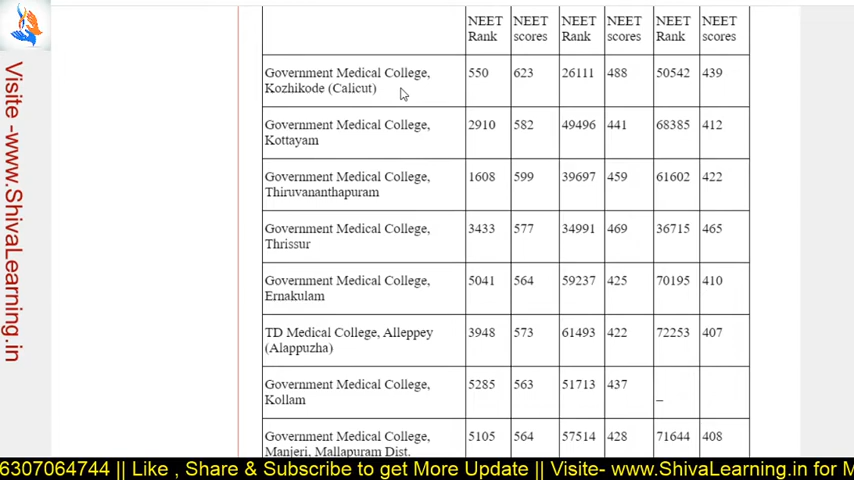 Visite -www.ShivaLearning.in
NEET NEET NEET NEET NEET NEET
Rank scores Rank scores Rank scores
Government Medical College, 550 623 26111 488 50542 439
Kozhikode (Calicut)
Government Medical College, 2910 582 49496 441 68385 412
Kottayam
Government Medical College, 1608 599 39697 459 61602 422
Thiruvananthapuram
Government Medical College, 3433 577 34991 469 36715 465
Thrissur
Government Medical College, 5041 564 59237 425 70195 410
Ernakulam
TD Medical College, Alleppey 3948 573 61493 422 72253 407
(Alappuzha)
Government Medical College, 5285 563 51713 437
Kollam –
Government Medical College, 5105 564 57514 428 71644 408
Manjeri, Mallapuram Dist.
6307064744 || Like , Share & Subscribe to get More Update || Visite- www.ShivaLearning.in for M